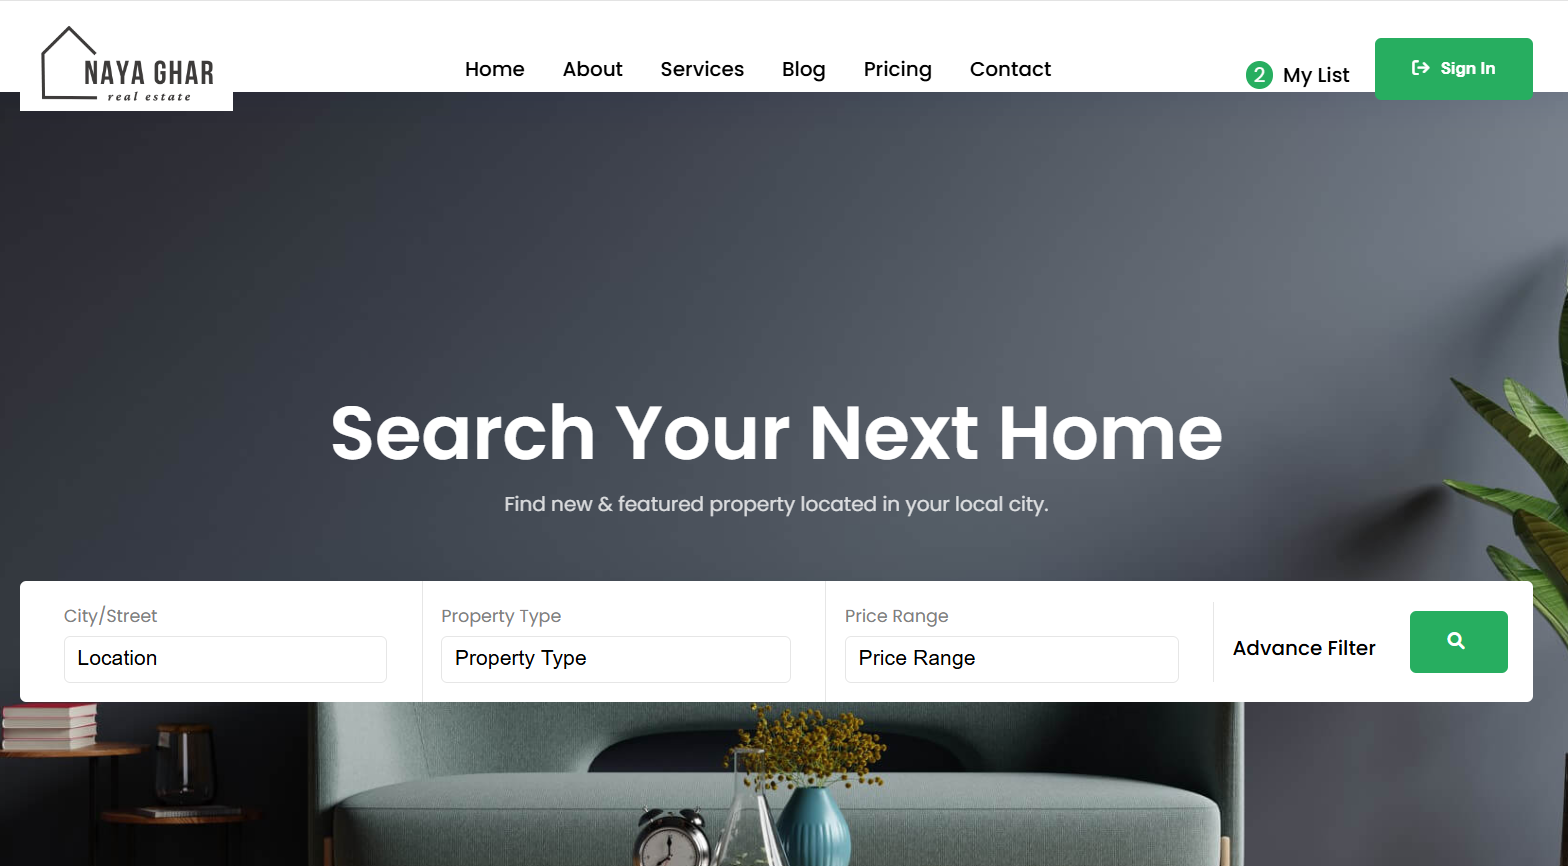 NAYA GHAR
real estate
Home About Services Blog Pricing Contact
2 My List
Sign In
Search Your Next Home
Find new & featured property located in your local city.
City/Street
Location
Property Type
Property Type
Price Range
Price Range
Advance Filter